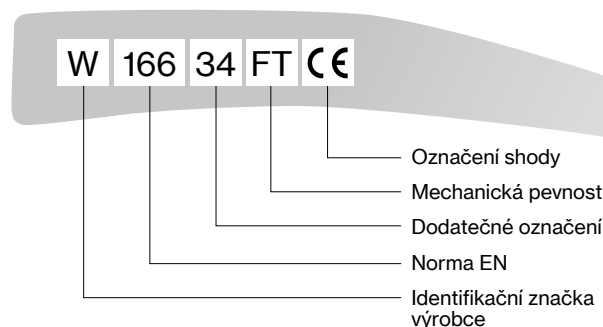 W 166 34 FT CE
Označení shody
Mechanická pevnost
Dodatečné označení
Norma EN
Identifikační značka
výrobce